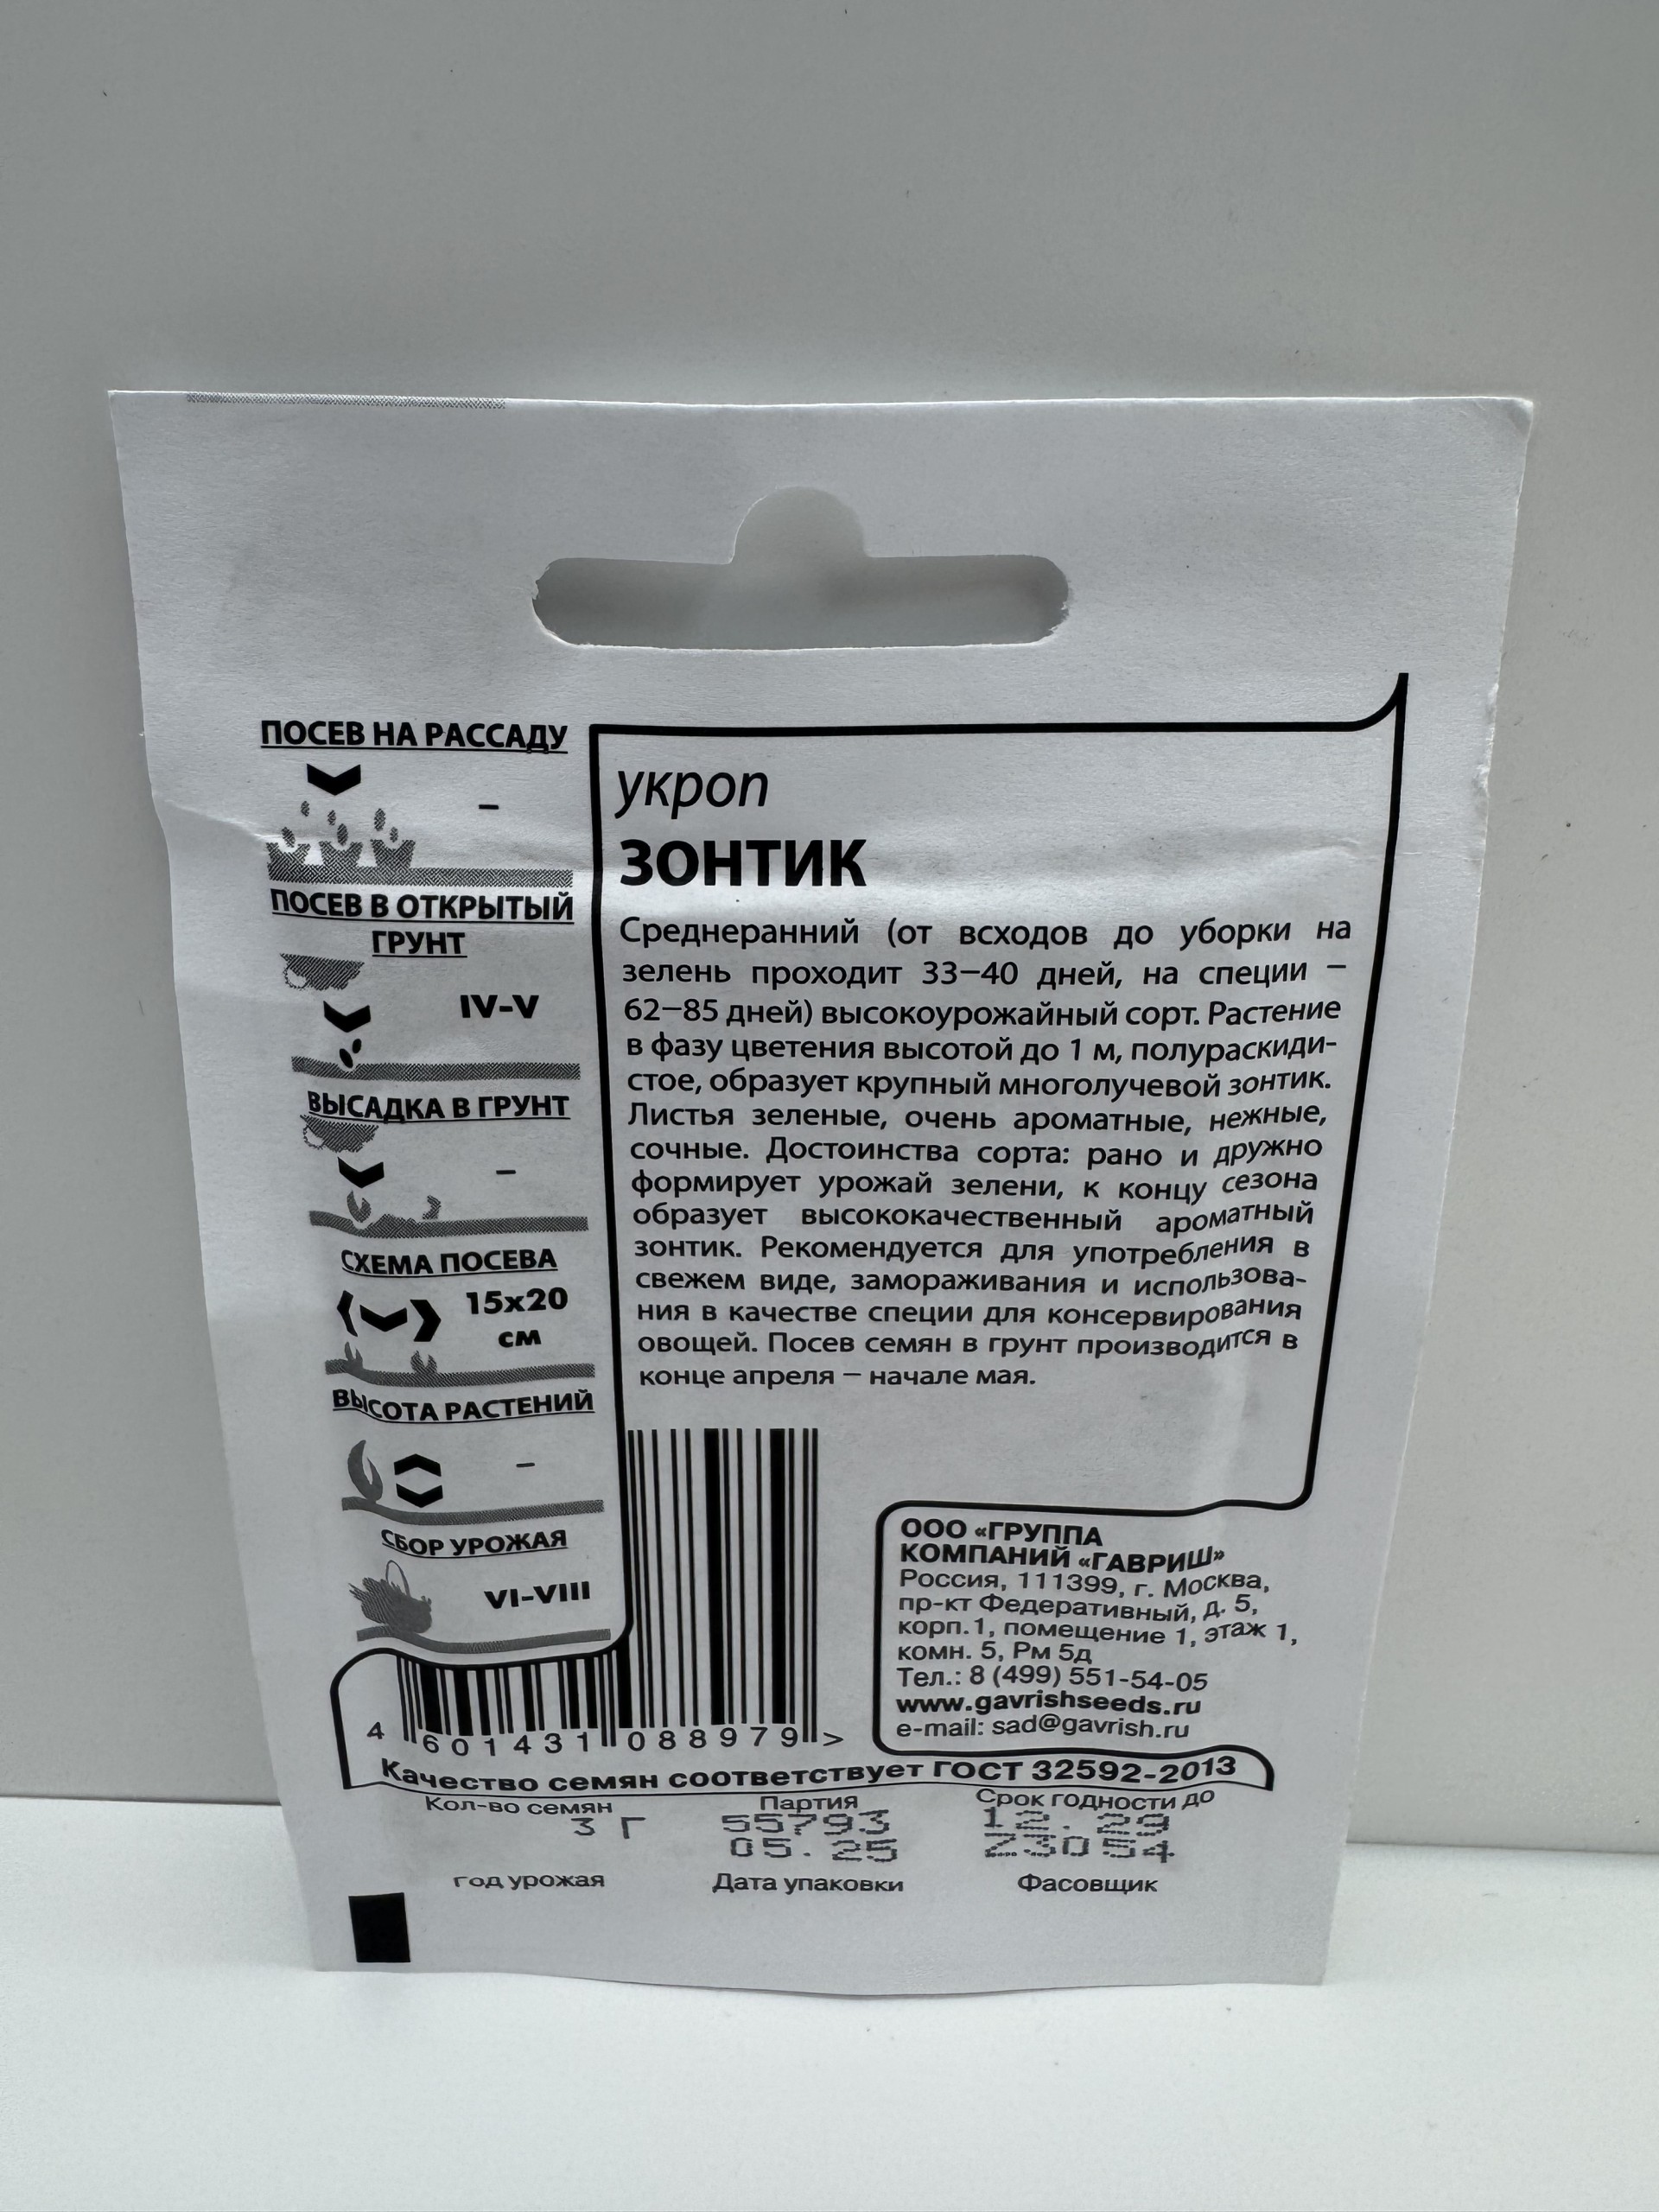 ПОСЕВ НА РАССАДУ
–
ПОСЕВ В ОТКРЫТЫЙ
ГРУНТ
IV-V
ВЫСАДКА В ГРУНТ
–
СХЕМА ПОСЕВА
15х20
см
ВЫСОТА РАСТЕНИЙ
–
СБОР УРОЖАЯ
VI-VIII
укроп
ЗОНТИК
Среднеранний (от всходов до уборки на
зелень проходит 33–40 дней, на специи –
62–85 дней) высокоурожайный сорт. Растение
в фазу цветения высотой до 1 м, полураскиди-
стое, образует крупный многолучевой зонтик.
Листья зеленые, очень ароматные, нежные,
сочные. Достоинства сорта: рано и дружно
формирует урожай зелени, к концу сезона
образует высококачественный ароматный
зонтик. Рекомендуется для употребления в
свежем виде, замораживания и использова-
ния в качестве специи для консервирования
овощей. Посев семян в грунт производится в
конце апреля – начале мая.
ООО «ГРУППА
КОМПАНИЙ «ГАВРИШ»
Россия, 111399, г. Москва,
пр-кт Федеративный, д. 5,
корп.1, помещение 1, этаж 1,
комн. 5, Рм 5д
Тел.: 8 (499) 551-54-05
www.gavrishseeds.ru
e-mail: sad@gavrish.ru
4 601431 088979 >
Качество семян соответствует ГОСТ 32592-2013
Кол-во семян Партия Срок годности до
3 Г 55793 12.29
05.25 23054
год урожая Дата упаковки Фасовщик